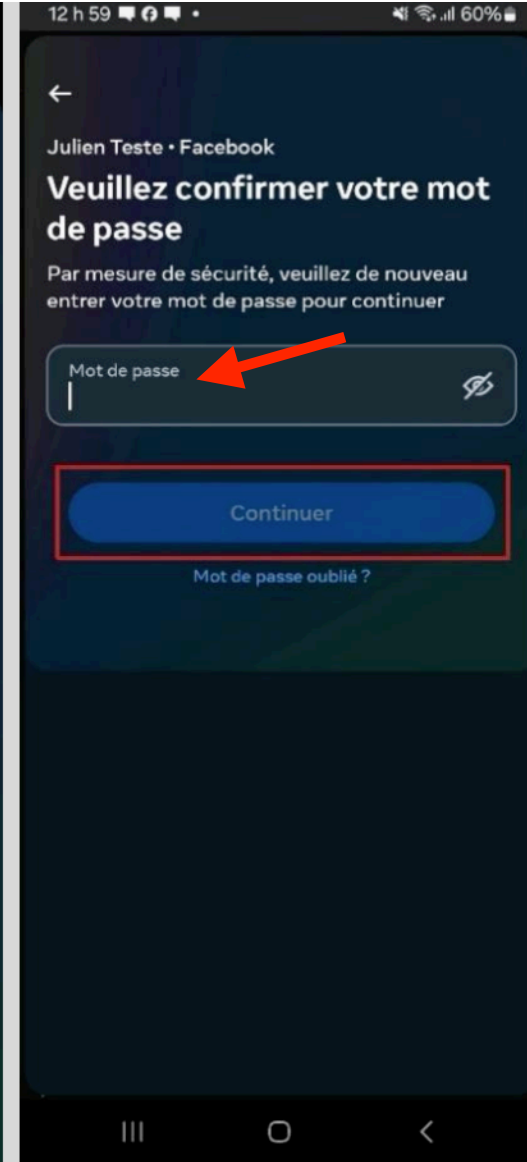 12 h 59 60%
Julien Teste • Facebook
Veuillez confirmer votre mot
de passe
Par mesure de sécurité, veuillez de nouveau
entrer votre mot de passe pour continuer
Mot de passe
Continuer
Mot de passe oublié ?